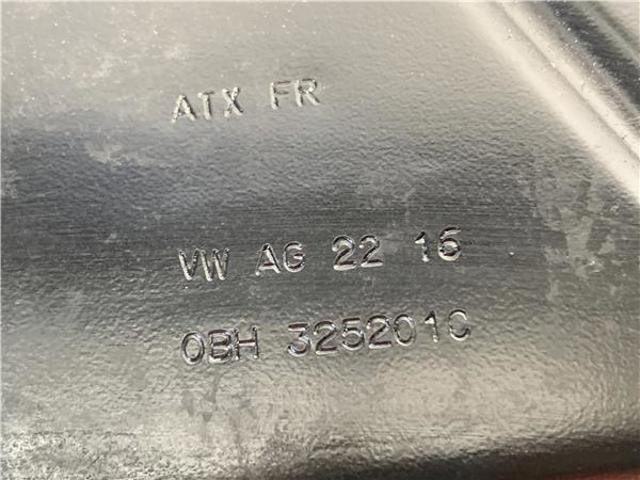 ATX FR
VW AG 22 16
0BH 325201C